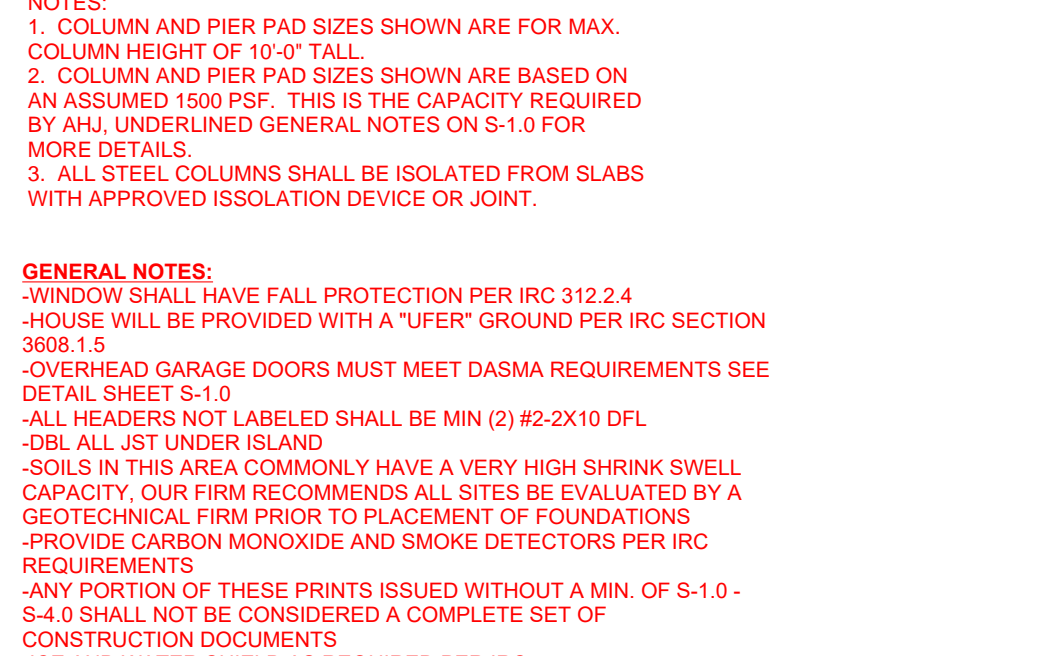 NOTES:
1. COLUMN AND PIER PAD SIZES SHOWN ARE FOR MAX.
COLUMN HEIGHT OF 10'-0" TALL.
2. COLUMN AND PIER PAD SIZES SHOWN ARE BASED ON
AN ASSUMED 1500 PSF. THIS IS THE CAPACITY REQUIRED
BY AHJ, UNDERLINED GENERAL NOTES ON S-1.0 FOR
MORE DETAILS.
3. ALL STEEL COLUMNS SHALL BE ISOLATED FROM SLABS
WITH APPROVED ISSOLATION DEVICE OR JOINT.
GENERAL NOTES:
-WINDOW SHALL HAVE FALL PROTECTION PER IRC 312.2.4
-HOUSE WILL BE PROVIDED WITH A "UFER" GROUND PER IRC SECTION
3608.1.5
-OVERHEAD GARAGE DOORS MUST MEET DASMA REQUIREMENTS SEE
DETAIL SHEET S-1.0
-ALL HEADERS NOT LABELED SHALL BE MIN (2) #2-2X10 DFL
-DBL ALL JST UNDER ISLAND
-SOILS IN THIS AREA COMMONLY HAVE A VERY HIGH SHRINK SWELL
CAPACITY, OUR FIRM RECOMMENDS ALL SITES BE EVALUATED BY A
GEOTECHNICAL FIRM PRIOR TO PLACEMENT OF FOUNDATIONS
-PROVIDE CARBON MONOXIDE AND SMOKE DETECTORS PER IRC
REQUIREMENTS
-ANY PORTION OF THESE PRINTS ISSUED WITHOUT A MIN. OF S-1.0 -
S-4.0 SHALL NOT BE CONSIDERED A COMPLETE SET OF
CONSTRUCTION DOCUMENTS